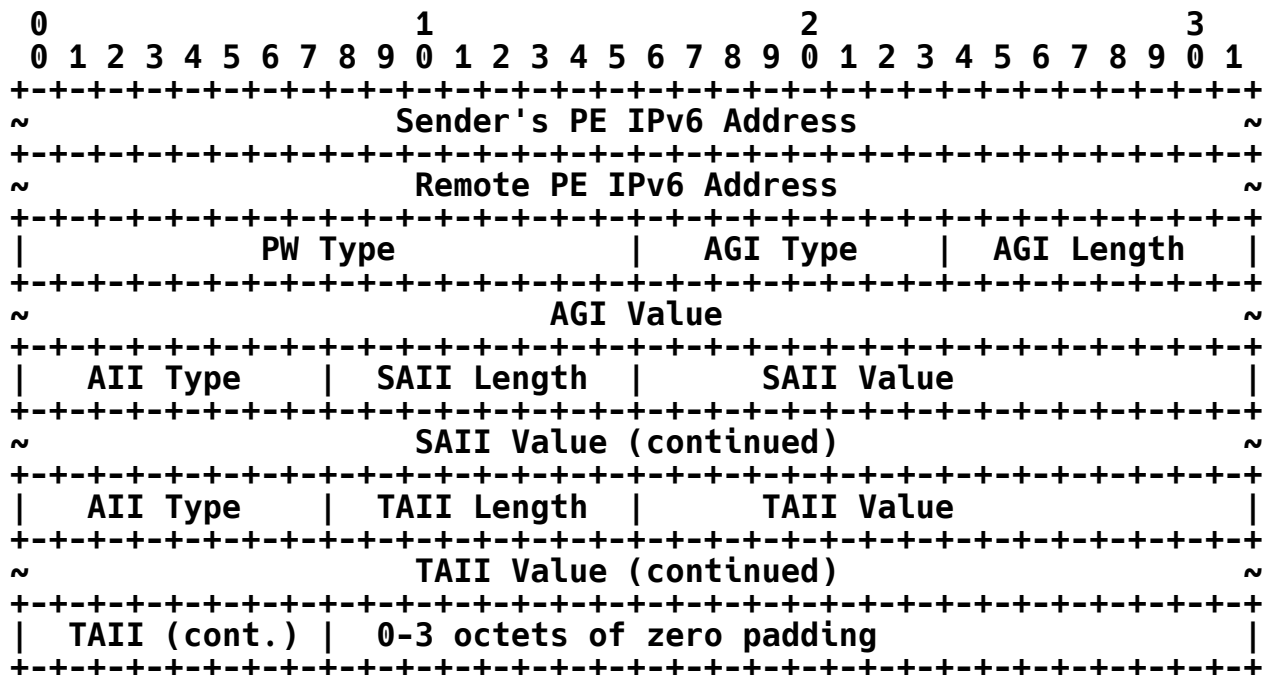 0                   1                   2                   3
 0 1 2 3 4 5 6 7 8 9 0 1 2 3 4 5 6 7 8 9 0 1 2 3 4 5 6 7 8 9 0 1
+-+-+-+-+-+-+-+-+-+-+-+-+-+-+-+-+-+-+-+-+-+-+-+-+-+-+-+-+-+-+-+-+
~                   Sender's PE IPv6 Address                    ~
+-+-+-+-+-+-+-+-+-+-+-+-+-+-+-+-+-+-+-+-+-+-+-+-+-+-+-+-+-+-+-+-+
~                    Remote PE IPv6 Address                     ~
+-+-+-+-+-+-+-+-+-+-+-+-+-+-+-+-+-+-+-+-+-+-+-+-+-+-+-+-+-+-+-+-+
|            PW Type            |   AGI Type    |  AGI Length   |
+-+-+-+-+-+-+-+-+-+-+-+-+-+-+-+-+-+-+-+-+-+-+-+-+-+-+-+-+-+-+-+-+
~                           AGI Value                           ~
+-+-+-+-+-+-+-+-+-+-+-+-+-+-+-+-+-+-+-+-+-+-+-+-+-+-+-+-+-+-+-+-+
|   AII Type    |  SAII Length  |      SAII Value               |
+-+-+-+-+-+-+-+-+-+-+-+-+-+-+-+-+-+-+-+-+-+-+-+-+-+-+-+-+-+-+-+-+
~                    SAII Value (continued)                     ~
+-+-+-+-+-+-+-+-+-+-+-+-+-+-+-+-+-+-+-+-+-+-+-+-+-+-+-+-+-+-+-+-+
|   AII Type    |  TAII Length  |      TAII Value               |
+-+-+-+-+-+-+-+-+-+-+-+-+-+-+-+-+-+-+-+-+-+-+-+-+-+-+-+-+-+-+-+-+
~                    TAII Value (continued)                     ~
+-+-+-+-+-+-+-+-+-+-+-+-+-+-+-+-+-+-+-+-+-+-+-+-+-+-+-+-+-+-+-+-+
|  TAII (cont.) |  0-3 octets of zero padding                   |
+-+-+-+-+-+-+-+-+-+-+-+-+-+-+-+-+-+-+-+-+-+-+-+-+-+-+-+-+-+-+-+-+